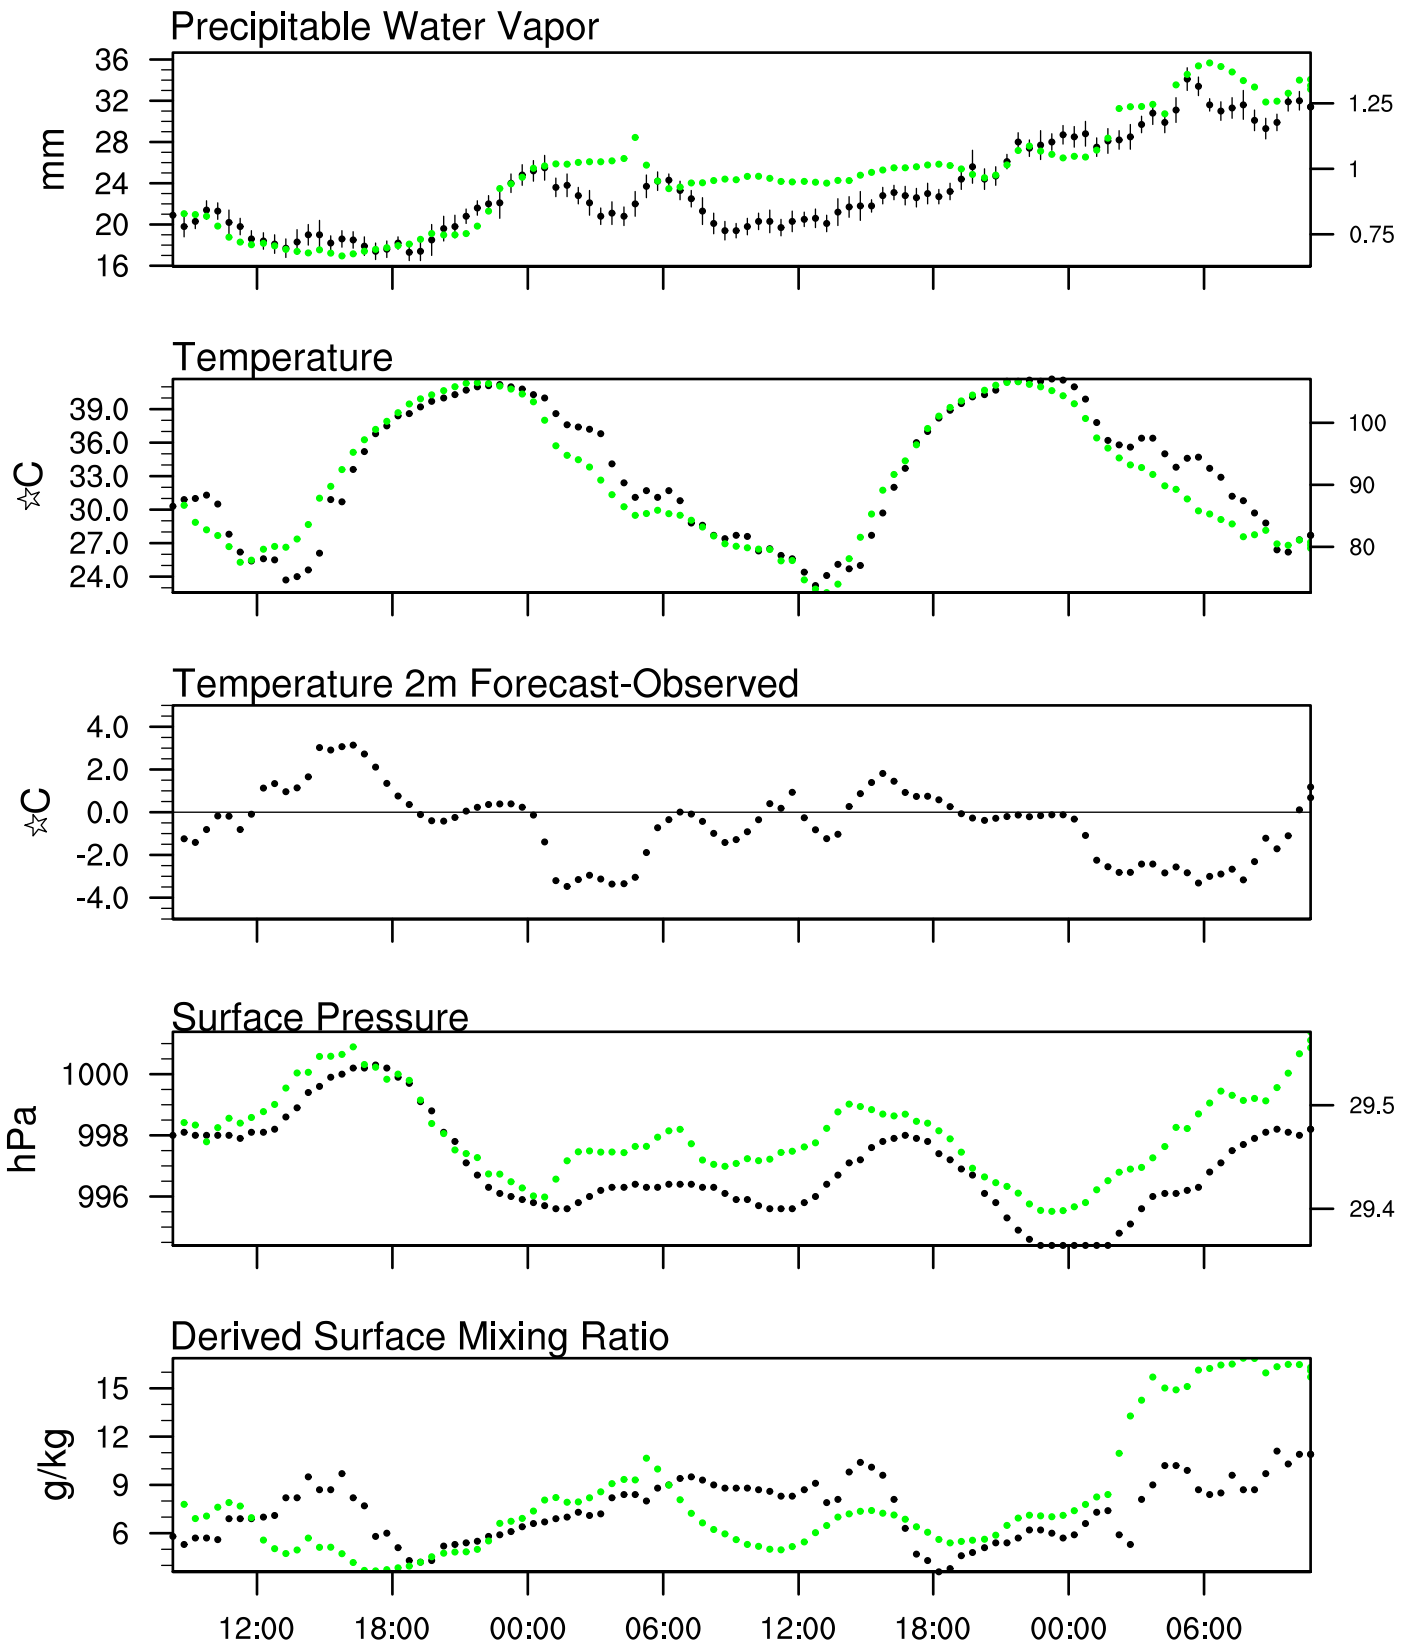 Precipitable Water Vapor
mm
36
32
28
24
20
16
1.25
1
0.75
Temperature
☆C
39.0
36.0
33.0
30.0
27.0
24.0
100
90
80
Temperature 2m Forecast-Observed
☆C
4.0
2.0
0.0
-2.0
-4.0
Surface Pressure
hPa
1000
998
996
29.5
29.4
Derived Surface Mixing Ratio
g/kg
15
12
9
6
12:00 18:00 00:00 06:00 12:00 18:00 00:00 06:00